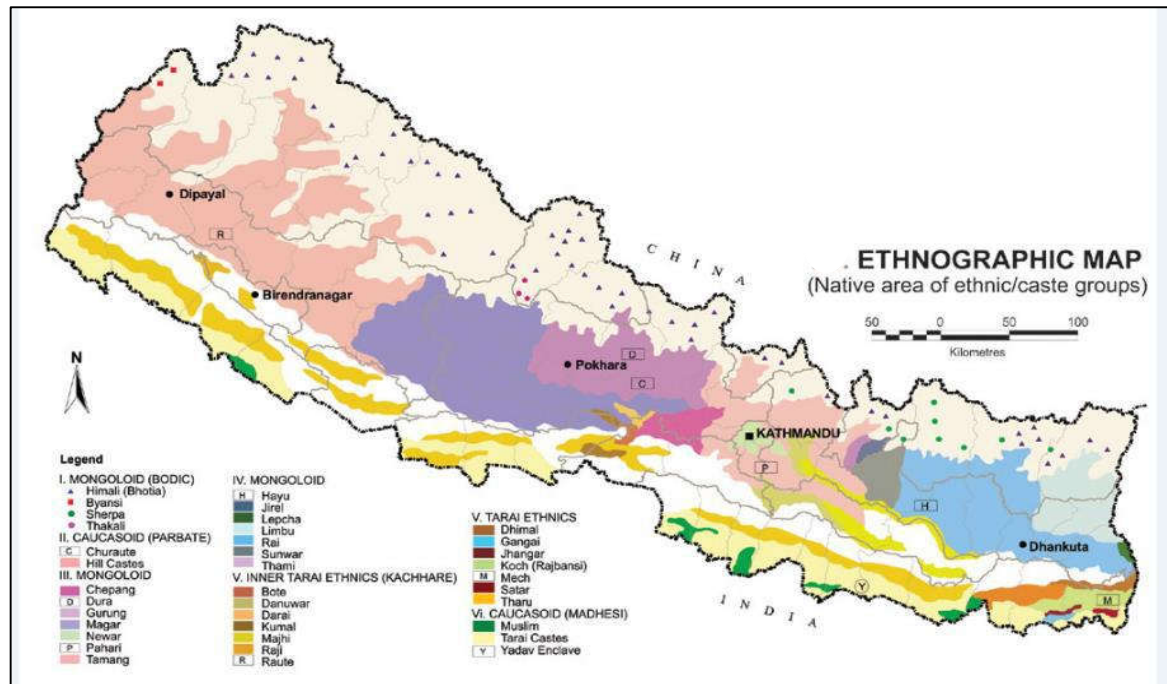 Dipayal
R
Birendranagar
CHINA
ETHNOGRAPHIC MAP
(Native area of ethnic/caste groups)
50 0 50 100
Kilometres
N
D
Pokhara
C
KATHMANDU
P
H
Dhankuta
Y
M
INDIA
Legend
I. MONGOLOID (BODIC)
Himali (Bhotia)
Byansi
Sherpa
Thakali
II. CAUCASOID (PARBATE)
C Churaute
Hill Castes
III. MONGOLOID
Chepang
D Dura
Gurung
Magar
Newar
P Pahari
Tamang
IV. MONGOLOID
H Hayu
Jirel
Lepcha
Limbu
Rai
Sunwar
Thami
V. INNER TARAI ETHNICS (KACHHARE)
Bote
Danuwar
Darai
Kumal
Majhi
Raji
R Raute
V. TARAI ETHNICS
Dhimal
Gangai
Jhangar
Koch (Rajbansi)
M Mech
Satar
Tharu
Vi. CAUCASOID (MADHESI)
Muslim
Tarai Castes
Y Yadav Enclave